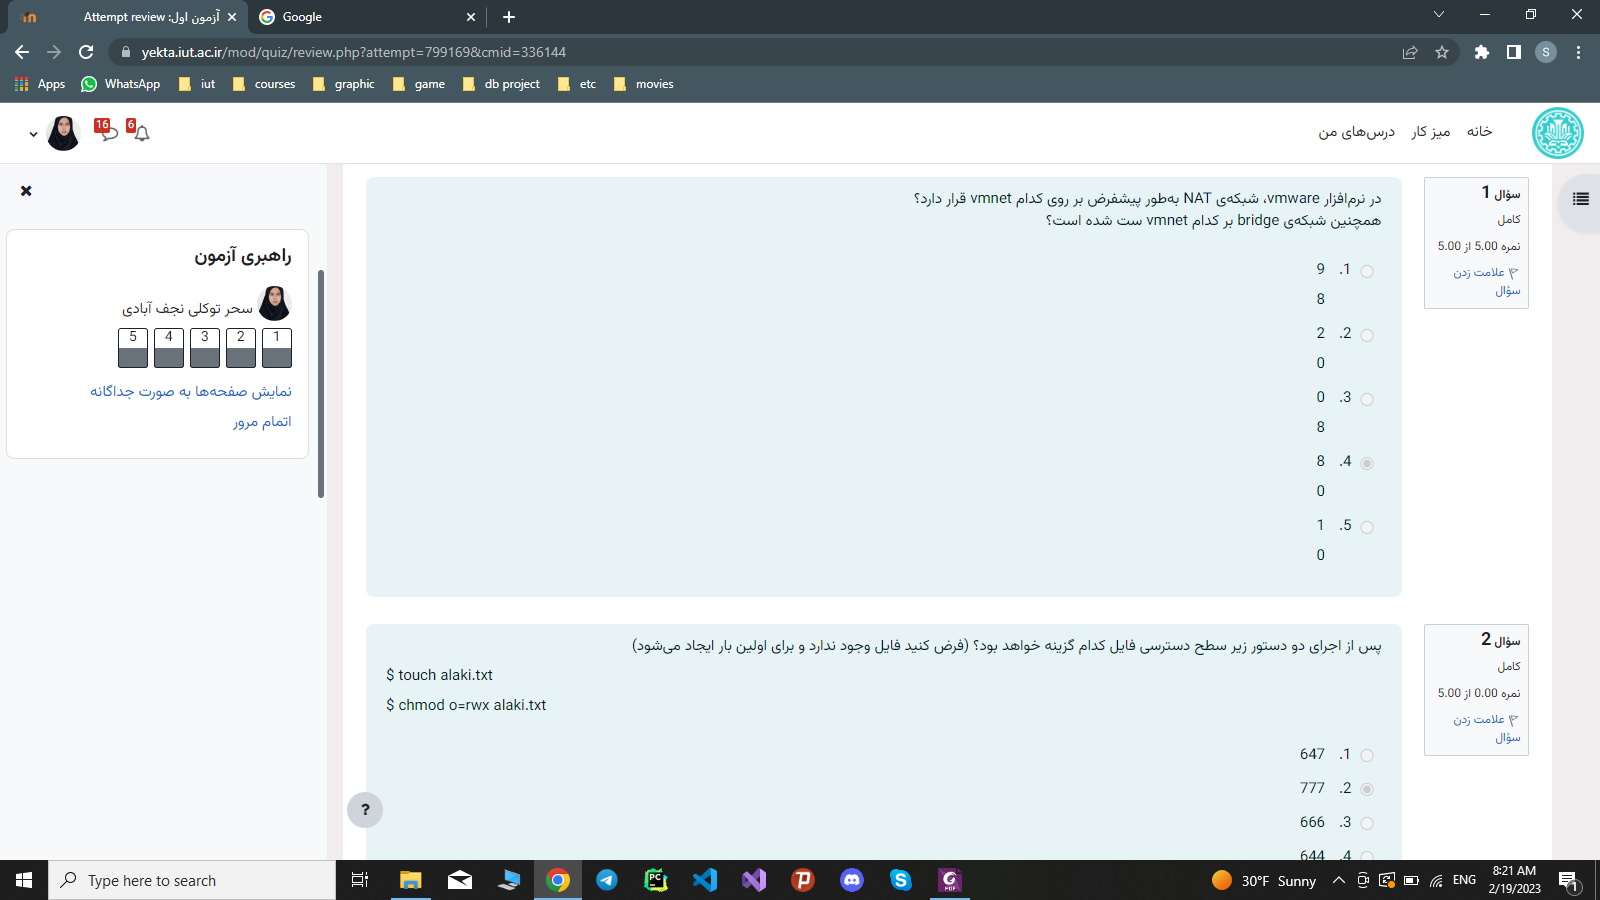 Attempt review :آزمون اول
Google
yekta.iut.ac.ir/mod/quiz/review.php?attempt=799169&cmid=336144
S
Apps
WhatsApp
iut
courses
graphic
game
db project
etc
movies
16
6
خانه
میز کار
درس‌های من
راهبری آزمون
سحر توکلی نجف آبادی
1
2
3
4
5
نمایش صفحه‌ها به صورت جداگانه
اتمام مرور
سؤال 1
کامل
نمره 5.00 از 5.00
علامت زدن
سؤال
در نرم‌افزار vmware، شبکه‌ی NAT به‌طور پیشفرض بر روی کدام vmnet قرار دارد؟
همچنین شبکه‌ی bridge بر کدام vmnet ست شده است؟
1. 9
8
2. 2
0
3. 0
8
4. 8
0
5. 1
0
سؤال 2
کامل
نمره 0.00 از 5.00
علامت زدن
سؤال
پس از اجرای دو دستور زیر سطح دسترسی فایل کدام گزینه خواهد بود؟ (فرض کنید فایل وجود ندارد و برای اولین بار ایجاد می‌شود)
$ touch alaki.txt
$ chmod o=rwx alaki.txt
1. 647
2. 777
3. 666
4. 644
?
Type here to search
PC
PDF
30°F Sunny
ENG
8:21 AM
2/19/2023
1